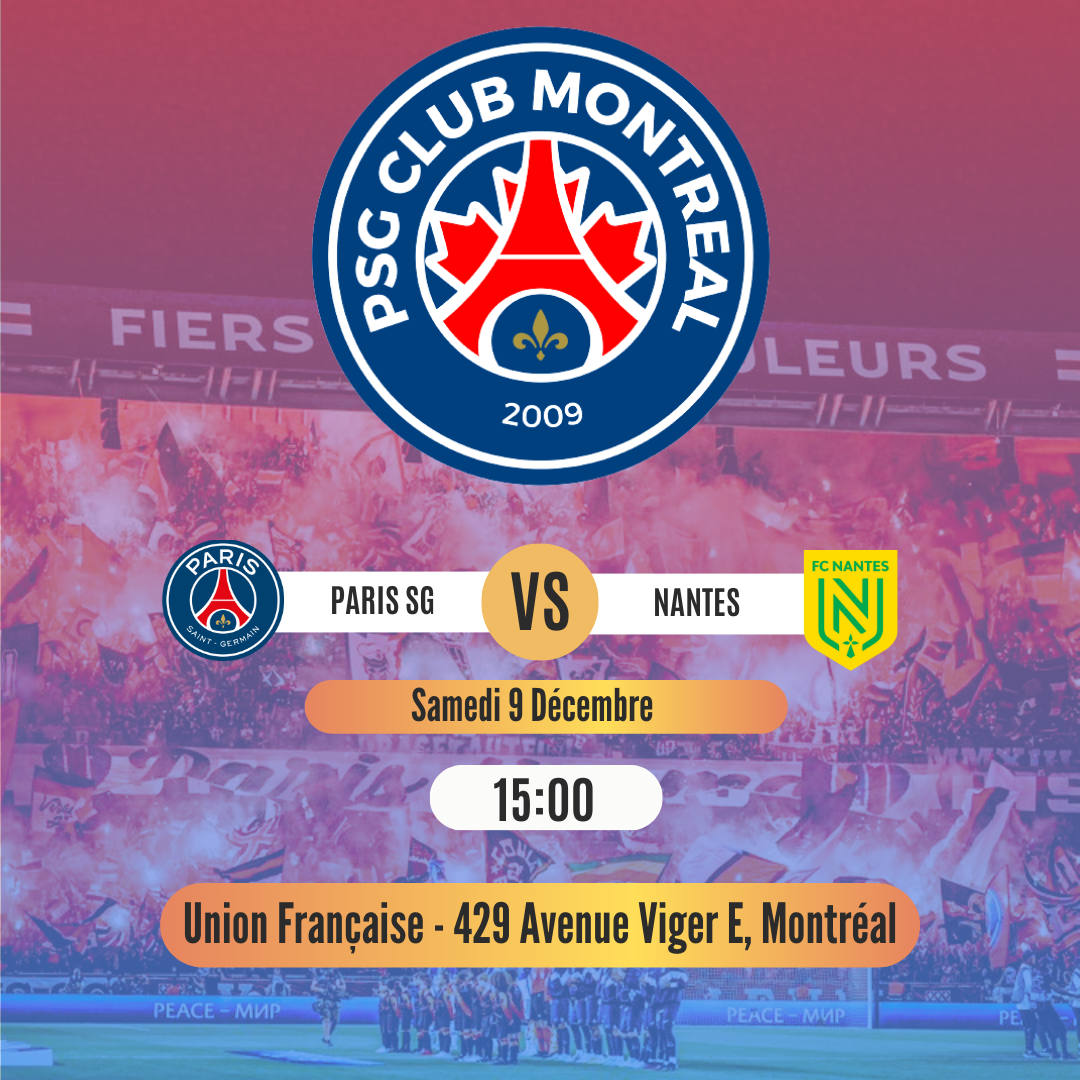 PSG CLUB MONTREAL
2009
FIERS
ULEURS
PARIS
SAINT - GERMAIN
PARIS SG
VS
NANTES
FC NANTES
N
Samedi 9 Décembre
15:00
Union Française - 429 Avenue Viger E, Montréal
PEACE – МИР
PEACE – МИР